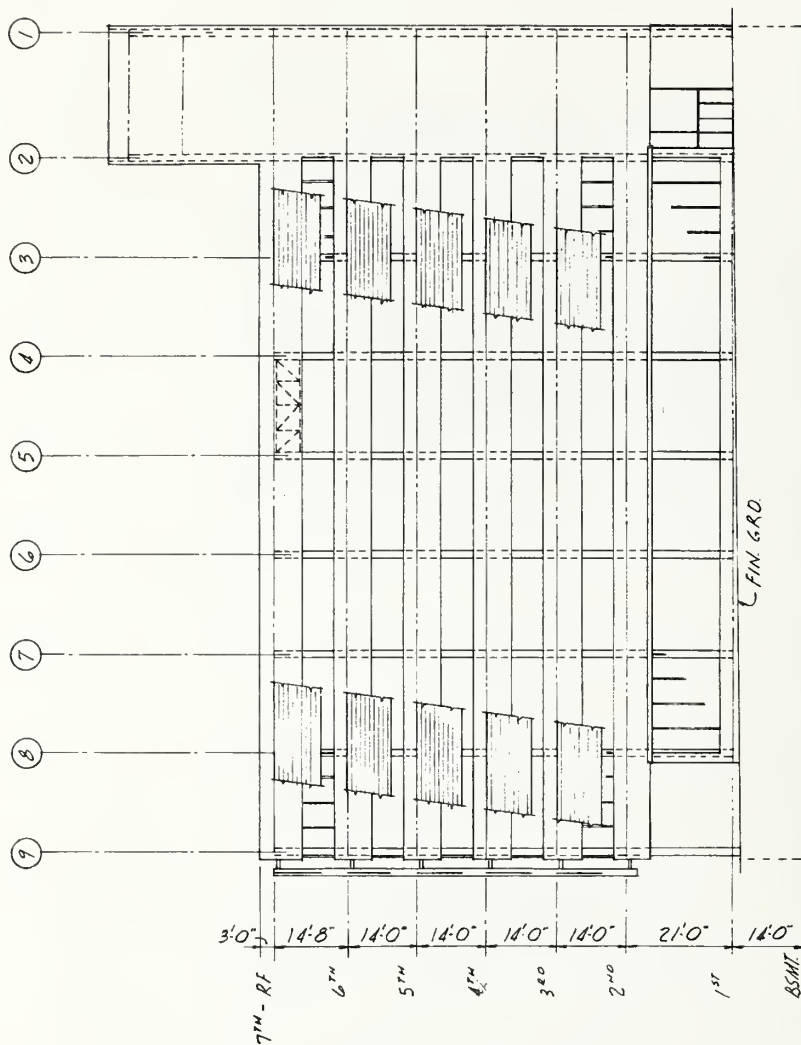 1
2
3
4
5
6
7
8
9
FIN. GRD.
3'-0" 14'-8" 14'-0" 14'-0" 14'-0" 14'-0" 21'-0" 14'-0"
7TH - RF
6TH
5TH
4TH
3RD
2ND
1ST
BSMT.